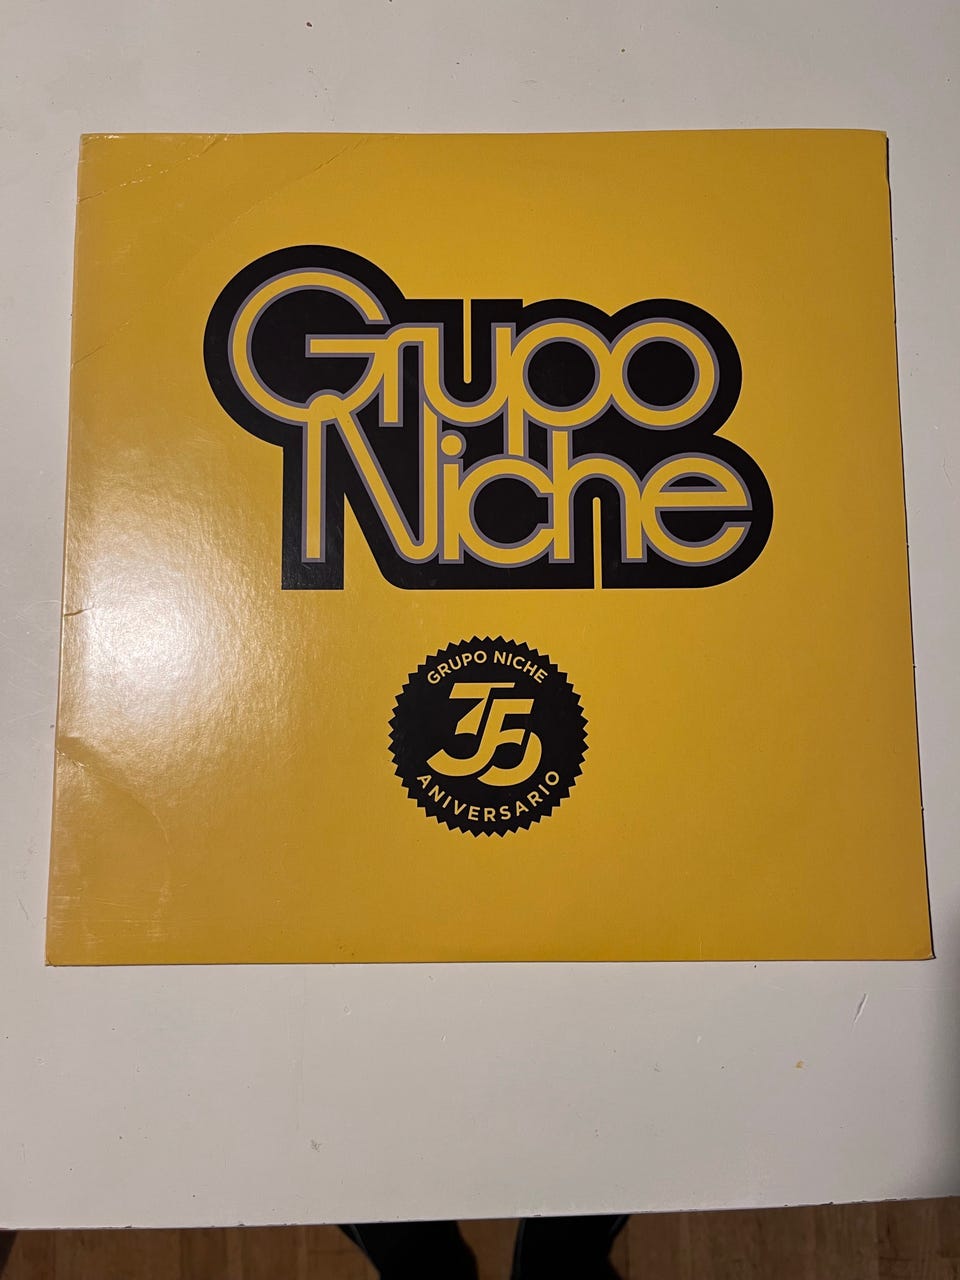 Grupo
Niche
GRUPO NICHE
35
ANIVERSARIO